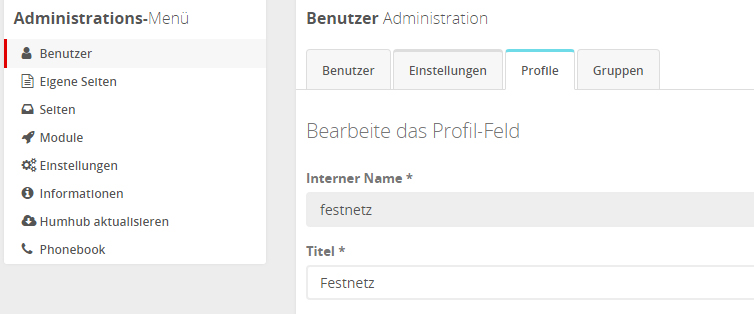 Administrations-Menü
Benutzer
Eigene Seiten
Seiten
Module
Einstellungen
Informationen
Humhub aktualisieren
Phonebook
Benutzer Administration
Benutzer Einstellungen Profile Gruppen
Bearbeite das Profil-Feld
Interner Name *
festnetz
Titel *
Festnetz